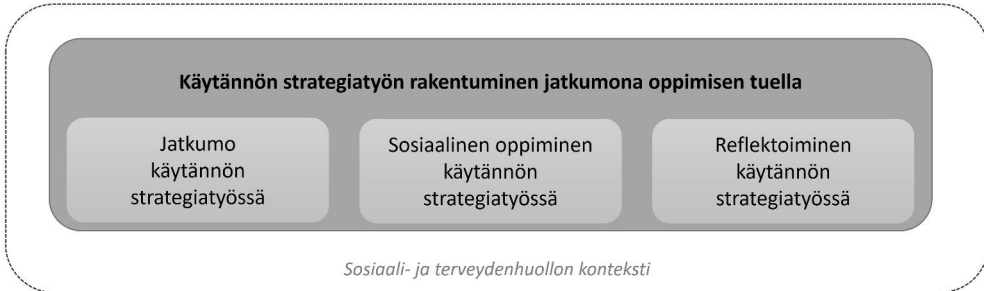 Käytännön strategiatyön rakentuminen jatkumona oppimisen tuella
Jatkumo
käytännön
strategiatyössä
Sosiaalinen oppiminen
käytännön
strategiatyössä
Reflektoiminen
käytännön
strategiatyössä
Sosiaali- ja terveydenhuollon konteksti